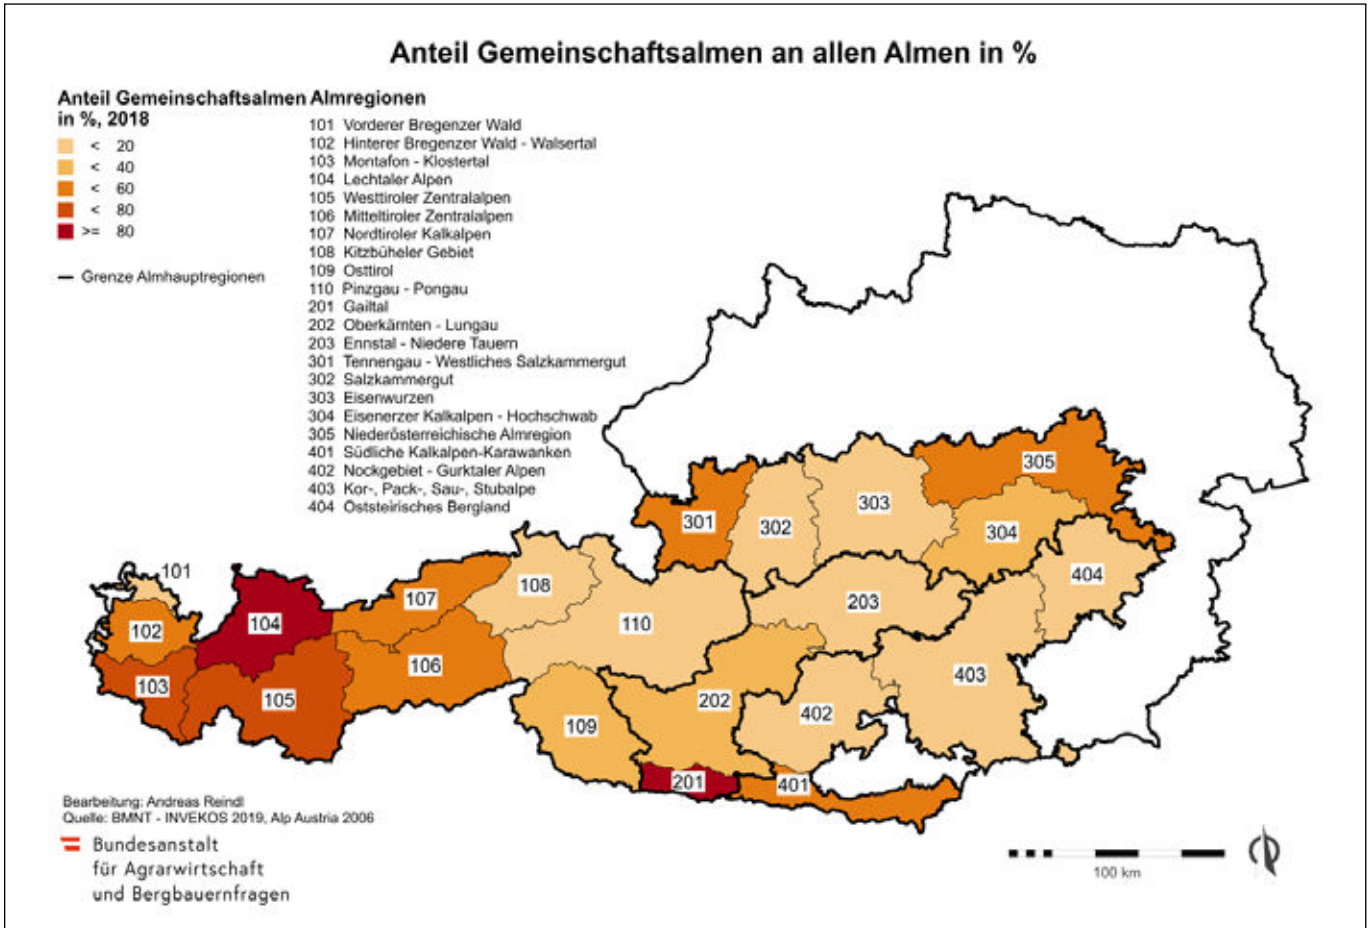 Anteil Gemeinschaftsalmen an allen Almen in %
Anteil Gemeinschaftsalmen
in %, 2018
< 20
< 40
< 60
< 80
>= 80
Grenze Almhauptregionen
Almregionen
101 Vorderer Bregenzer Wald
102 Hinterer Bregenzer Wald - Walsertal
103 Montafon - Klostertal
104 Lechtaler Alpen
105 Westtiroler Zentralalpen
106 Mitteltiroler Zentralalpen
107 Nordtiroler Kalkalpen
108 Kitzbüheler Gebiet
109 Osttirol
110 Pinzgau - Pongau
201 Gailtal
202 Oberkärnten - Lungau
203 Ennstal - Niedere Tauern
301 Tennengau - Westliches Salzkammergut
302 Salzkammergut
303 Eisenwurzen
304 Eisenerzer Kalkalpen - Hochschwab
305 Niederösterreichische Almregion
401 Südliche Kalkalpen-Karawanken
402 Nockgebiet - Gurktaler Alpen
403 Kor-, Pack-, Sau-, Stubalpe
404 Oststeirisches Bergland
305
303
301
302
304
101
404
108
107
203
104
110
102
106
403
103
105
202
402
109
201
401
Bearbeitung: Andreas Reindl
Quelle: BMNT - INVEKOS 2019, Alp Austria 2006
Bundesanstalt
für Agrarwirtschaft
und Bergbauernfragen
100 km